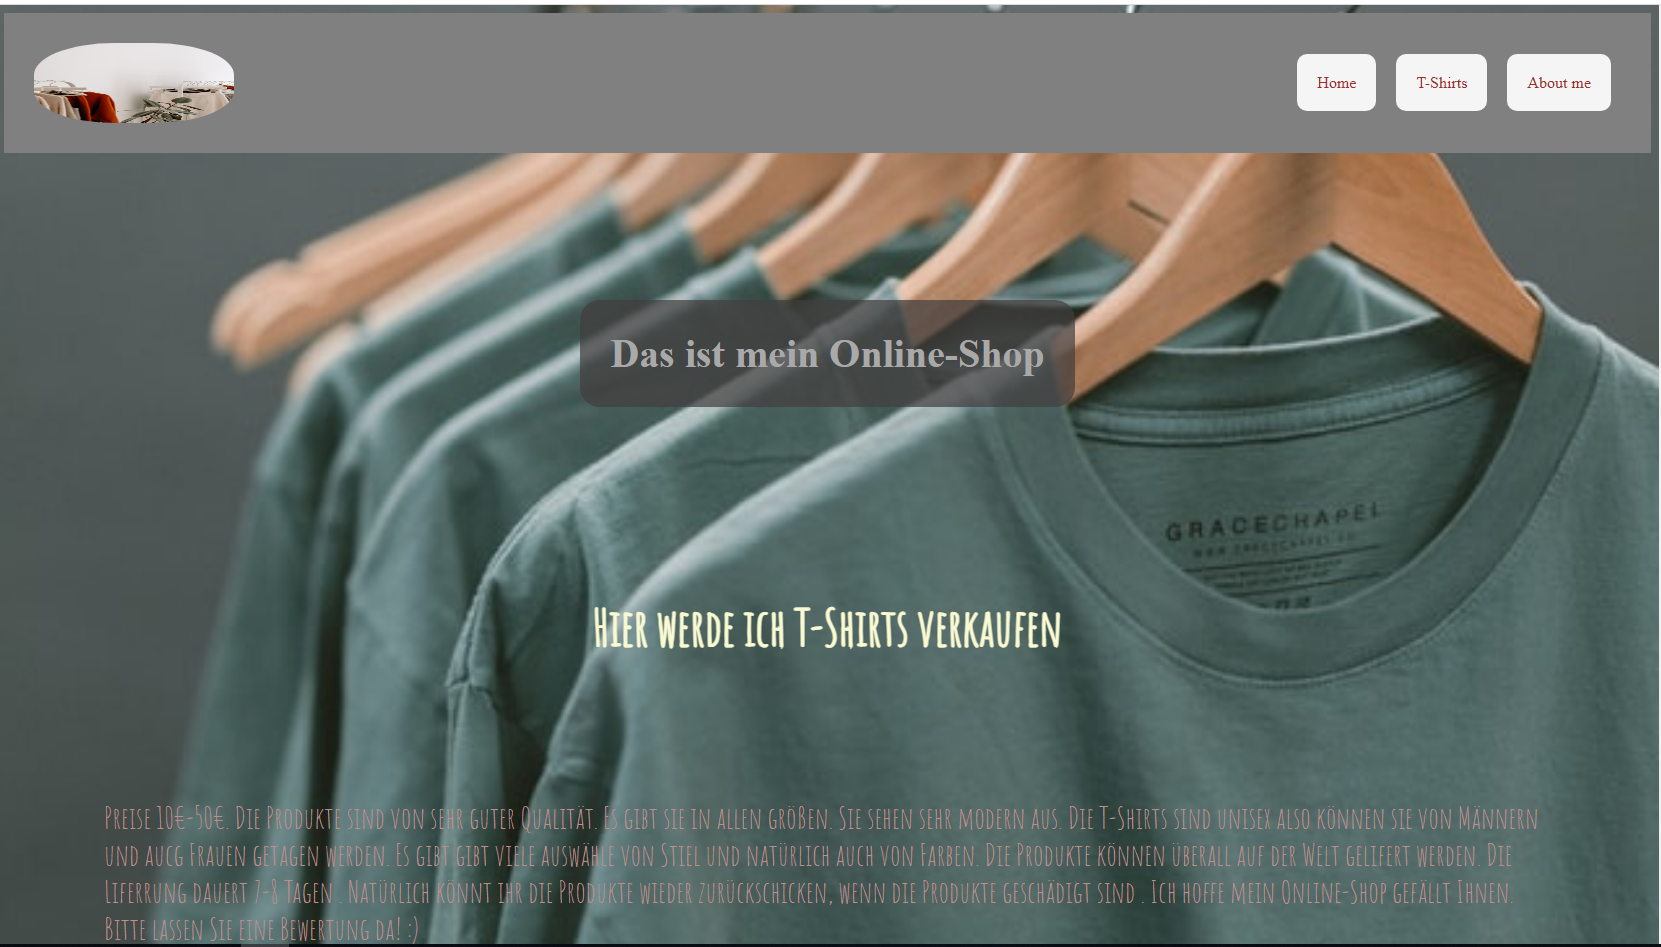 Home T-Shirts About me
Das ist mein Online-Shop
GRACECHAPEL
Hier werde ich T-Shirts verkaufen
Preise 10€-50€. Die Produkte sind von sehr guter Qualität. Es gibt sie in allen größen. Sie sehen sehr modern aus. Die T-Shirts sind unisex also können sie von Männern
und aucg Frauen getagen werden. Es gibt gibt viele auswähle von Stiel und natürlich auch von Farben. Die Produkte können überall auf der Welt gelifert werden. Die
Liferrung dauert 7-8 Tagen . Natürlich könnt ihr die Produkte wieder zurückschicken, wenn die Produkte geschädigt sind . Ich hoffe mein Online-Shop gefällt Ihnen.
Bitte lassen Sie eine Bewertung da! :)